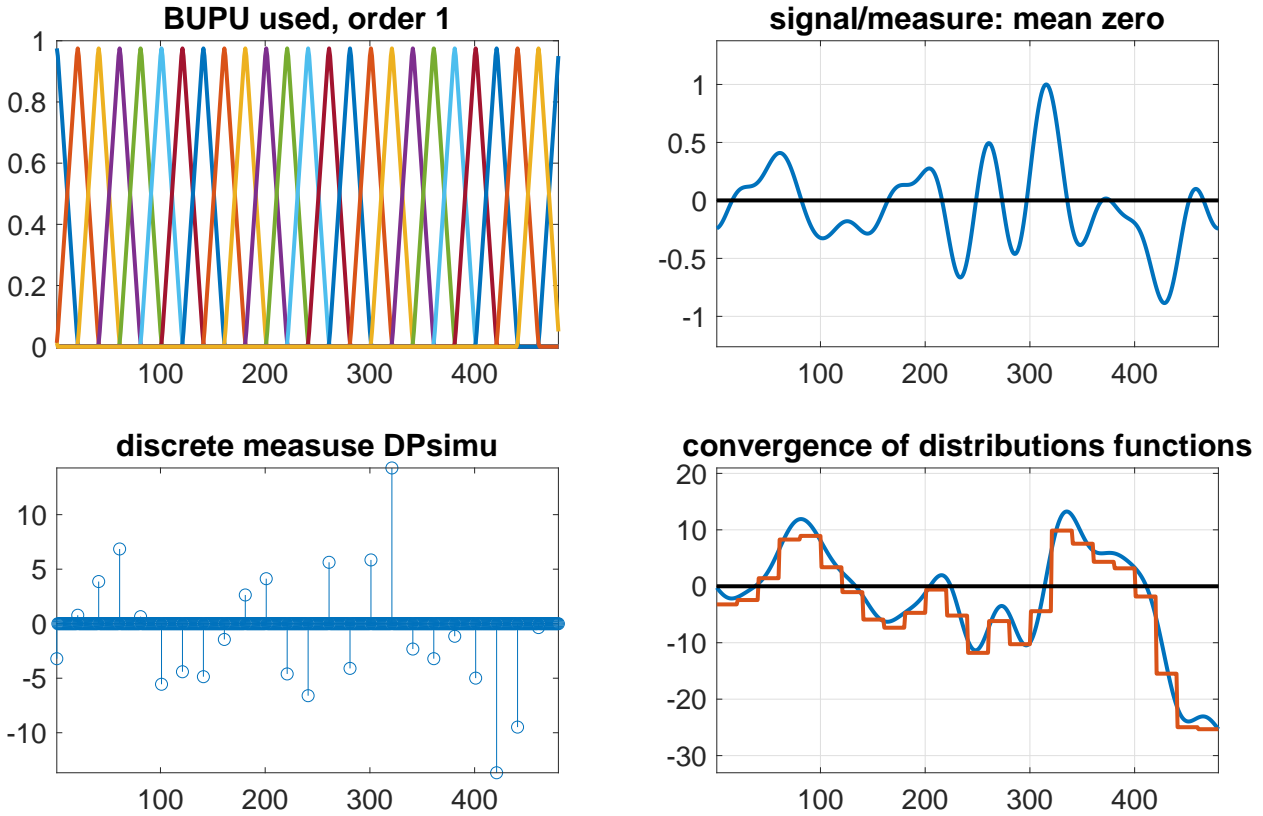 BUPU used, order 1
1
0.8
0.6
0.4
0.2
0
100 200 300 400
signal/measure: mean zero
1
0.5
0
-0.5
-1
100 200 300 400
discrete measuse DPsimu
10
5
0
-5
-10
100 200 300 400
convergence of distributions functions
20
10
0
-10
-20
-30
100 200 300 400